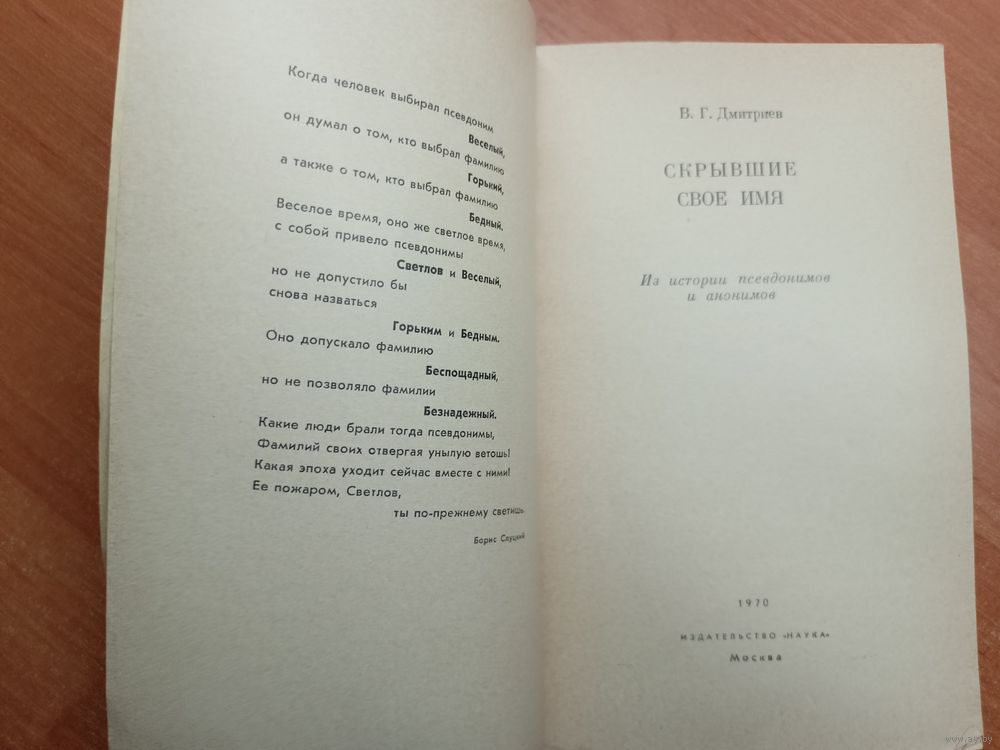 Когда человек выбирал псевдоним
Веселый,
он думал о том, кто выбрал фамилию
Горький,
а также о том, кто выбрал фамилию
Бедный.
Веселое время, оно же светлое время,
с собой привело псевдонимы
Светлов и Веселый,
но не допустило бы
снова назваться
Горьким и Бедным.
Оно допускало фамилию
Беспощадный,
но не позволяло фамилии
Безнадежный.
Какие люди брали тогда псевдонимы,
Фамилий своих отвергая унылую ветошь!
Какая эпоха уходит сейчас вместе с ними!
Ее пожаром, Светлов,
ты по-прежнему светишь.
Борис Слуцкий
В. Г. Дмитриев
СКРЫВШИЕ
СВОЕ ИМЯ
Из истории псевдонимов
и анонимов
1970
ИЗДАТЕЛЬСТВО «НАУКА»
Москва
www.ay.by